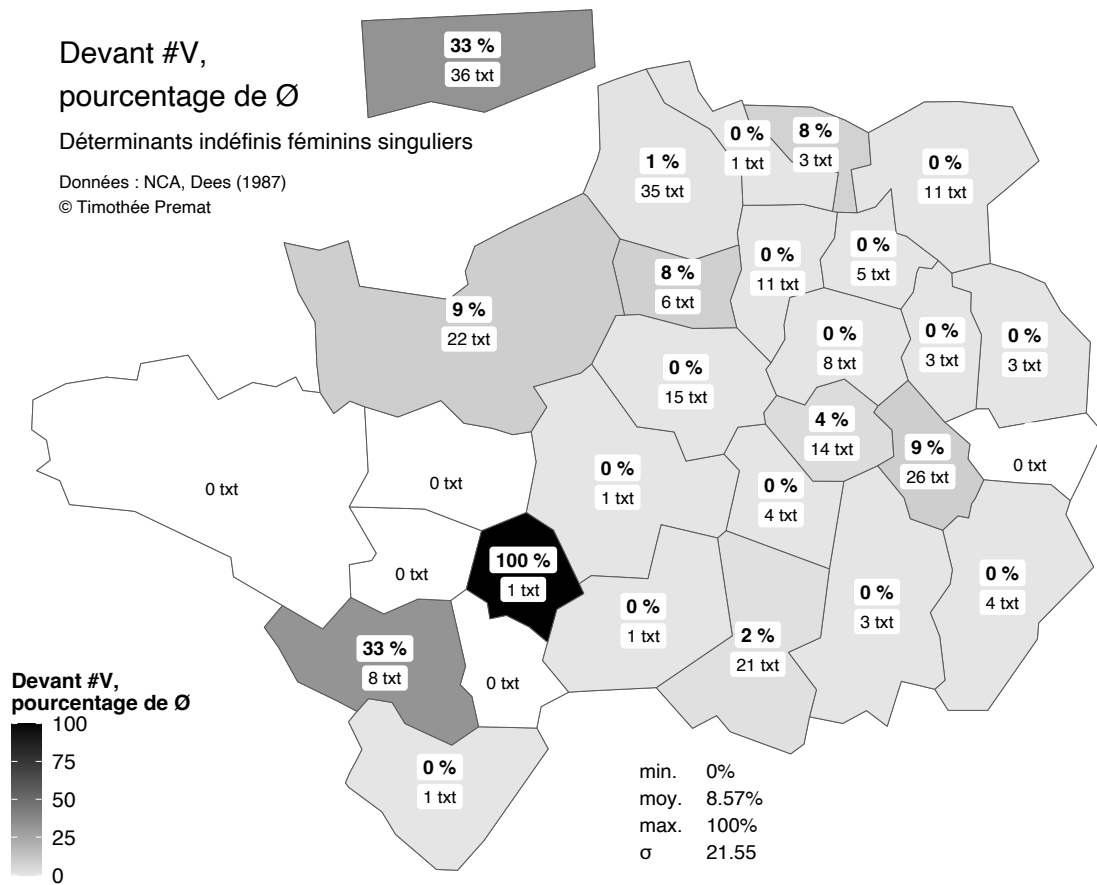 Devant #V,
pourcentage de Ø
Déterminants indéfinis féminins singuliers
Données : NCA, Dees (1987)
© Timothée Premat
33 %
36 txt
1 %
35 txt
0 %
1 txt
8 %
3 txt
0 %
11 txt
9 %
22 txt
8 %
6 txt
0 %
11 txt
0 %
5 txt
0 %
15 txt
0 %
8 txt
0 %
3 txt
0 %
3 txt
4 %
14 txt
9 %
26 txt
0 txt
0 txt
0 txt
0 %
1 txt
0 %
4 txt
0 txt
100 %
1 txt
0 %
1 txt
0 %
3 txt
0 %
4 txt
33 %
8 txt
0 txt
2 %
21 txt
0 %
1 txt
Devant #V,
pourcentage de Ø
100
75
50
25
0
min. 0%
moy. 8.57%
max. 100%
σ 21.55